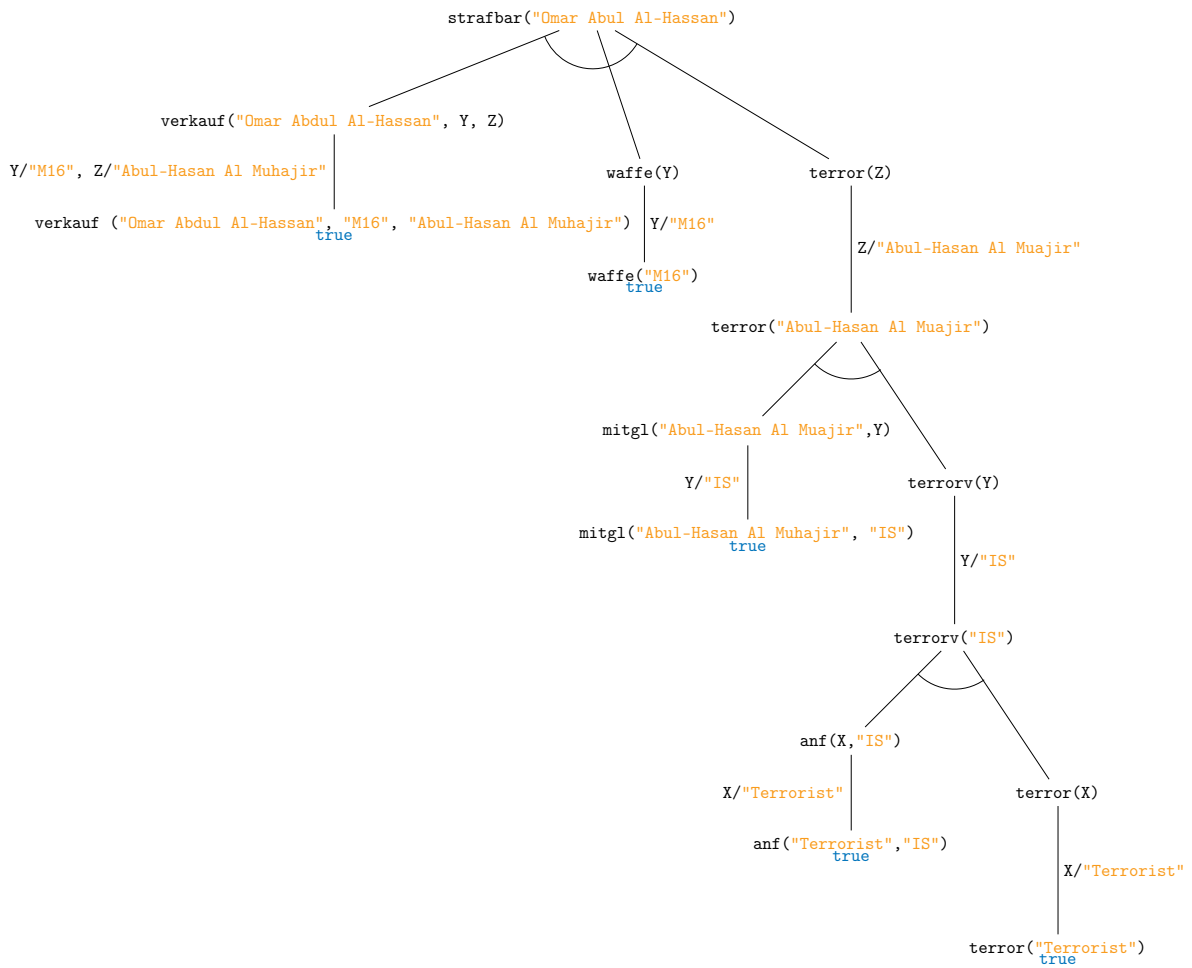 strafbar("Omar Abul Al-Hassan")
verkauf("Omar Abdul Al-Hassan", Y, Z)
Y/"M16", Z/"Abul-Hasan Al Muhajir"
waffe(Y)
terror(Z)
verkauf ("Omar Abdul Al-Hassan", "M16", "Abul-Hasan Al Muhajir")
true
Y/"M16"
Z/"Abul-Hasan Al Muajir"
waffe("M16")
true
terror("Abul-Hasan Al Muajir")
mitgl("Abul-Hasan Al Muajir",Y)
Y/"IS"
terrorv(Y)
mitgl("Abul-Hasan Al Muhajir", "IS")
true
Y/"IS"
terrorv("IS")
anf(X,"IS")
X/"Terrorist"
terror(X)
anf("Terrorist","IS")
true
X/"Terrorist"
terror("Terrorist")
true